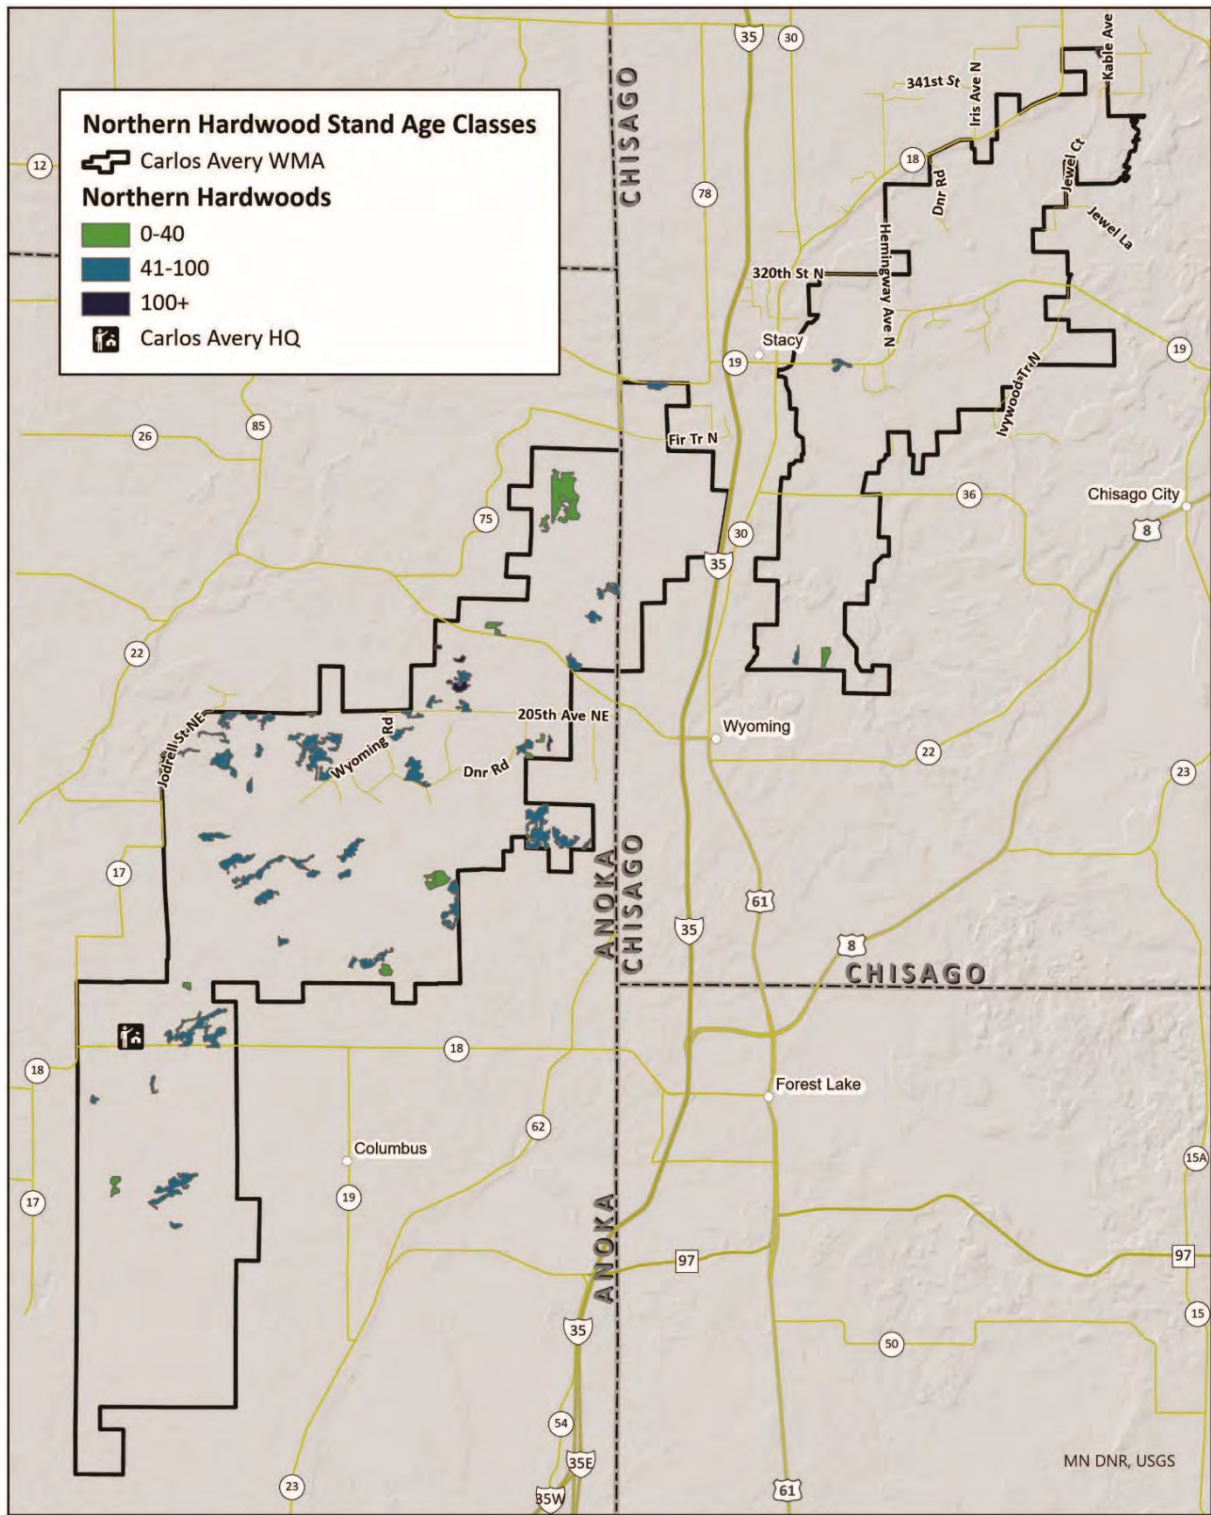 Northern Hardwood Stand Age Classes
Carlos Avery WMA
Northern Hardwoods
0-40
41-100
100+
Carlos Avery HQ
35
30
CHISAGO
341st St
Iris Ave N
Kable Ave
12
78
18
Dnr Rd
Jewel Ct
Jewel La
Hemingway Ave N
320th St N
Stacy
19
19
Ivywood Tr N
85
26
Fir Tr N
75
36
Chisago City
8
30
35
22
Jodrell St NE
Wyoming Rd
205th Ave NE
Dnr Rd
Wyoming
22
23
17
ANOKA
CHISAGO
61
35
8
CHISAGO
18
18
Forest Lake
62
Columbus
15A
17
19
ANOKA
97
97
35
15
50
54
35E
MN DNR, USGS
23
35W
61